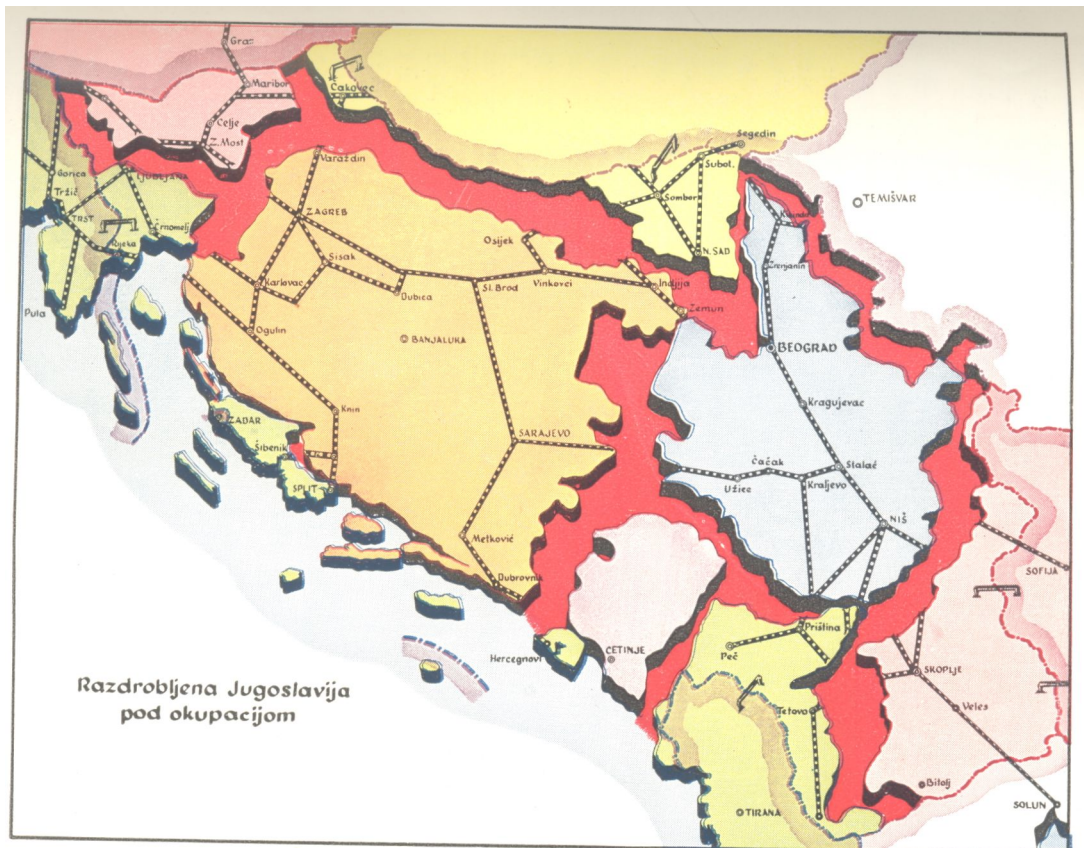 Graz
Maribor
Čakovec
Celje
Z. Most
Segedin
Subot.
Varaždin
Gorica
LJUBLJANA
Sombor
TEMIŠVAR
Tržič
TRST
Črnomelj
ZAGREB
Rijeka
Osijek
N. SAD
Sisak
Zrenjanin
Karlovac
Dubica
Sl. Brod
Vinkovci
Indjija
Zemun
Pula
Ogulin
BANJALUKA
BEOGRAD
Knin
Kragujevac
ZADAR
SARAJEVO
Šibenik
Čačak
Stalać
Užice
Kraljevo
SPLIT
NIŠ
Metković
SOFIJA
Dubrovnik
Priština
Hercegnovi
CETINJE
Peč
SKOPLJE
Razdrobljena Jugoslavija
pod okupacijom
Tetovo
Veles
Bitolj
TIRANA
SOLUN